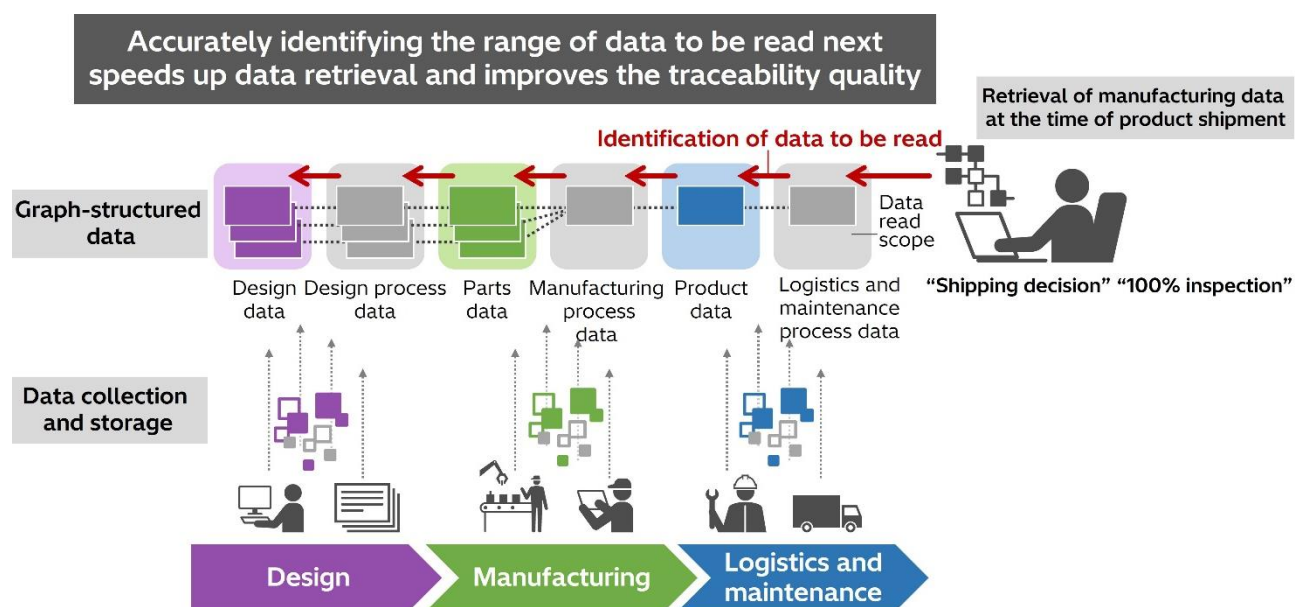 Accurately identifying the range of data to be read next
speeds up data retrieval and improves the traceability quality
Retrieval of manufacturing data
at the time of product shipment
Identification of data to be read
Graph-structured
data
Data
read
scope
Design
data
Design process
data
Parts
data
Manufacturing
process
data
Product
data
Logistics and
maintenance
process data
“Shipping decision” “100% inspection”
Data collection
and storage
Design
Manufacturing
Logistics and
maintenance